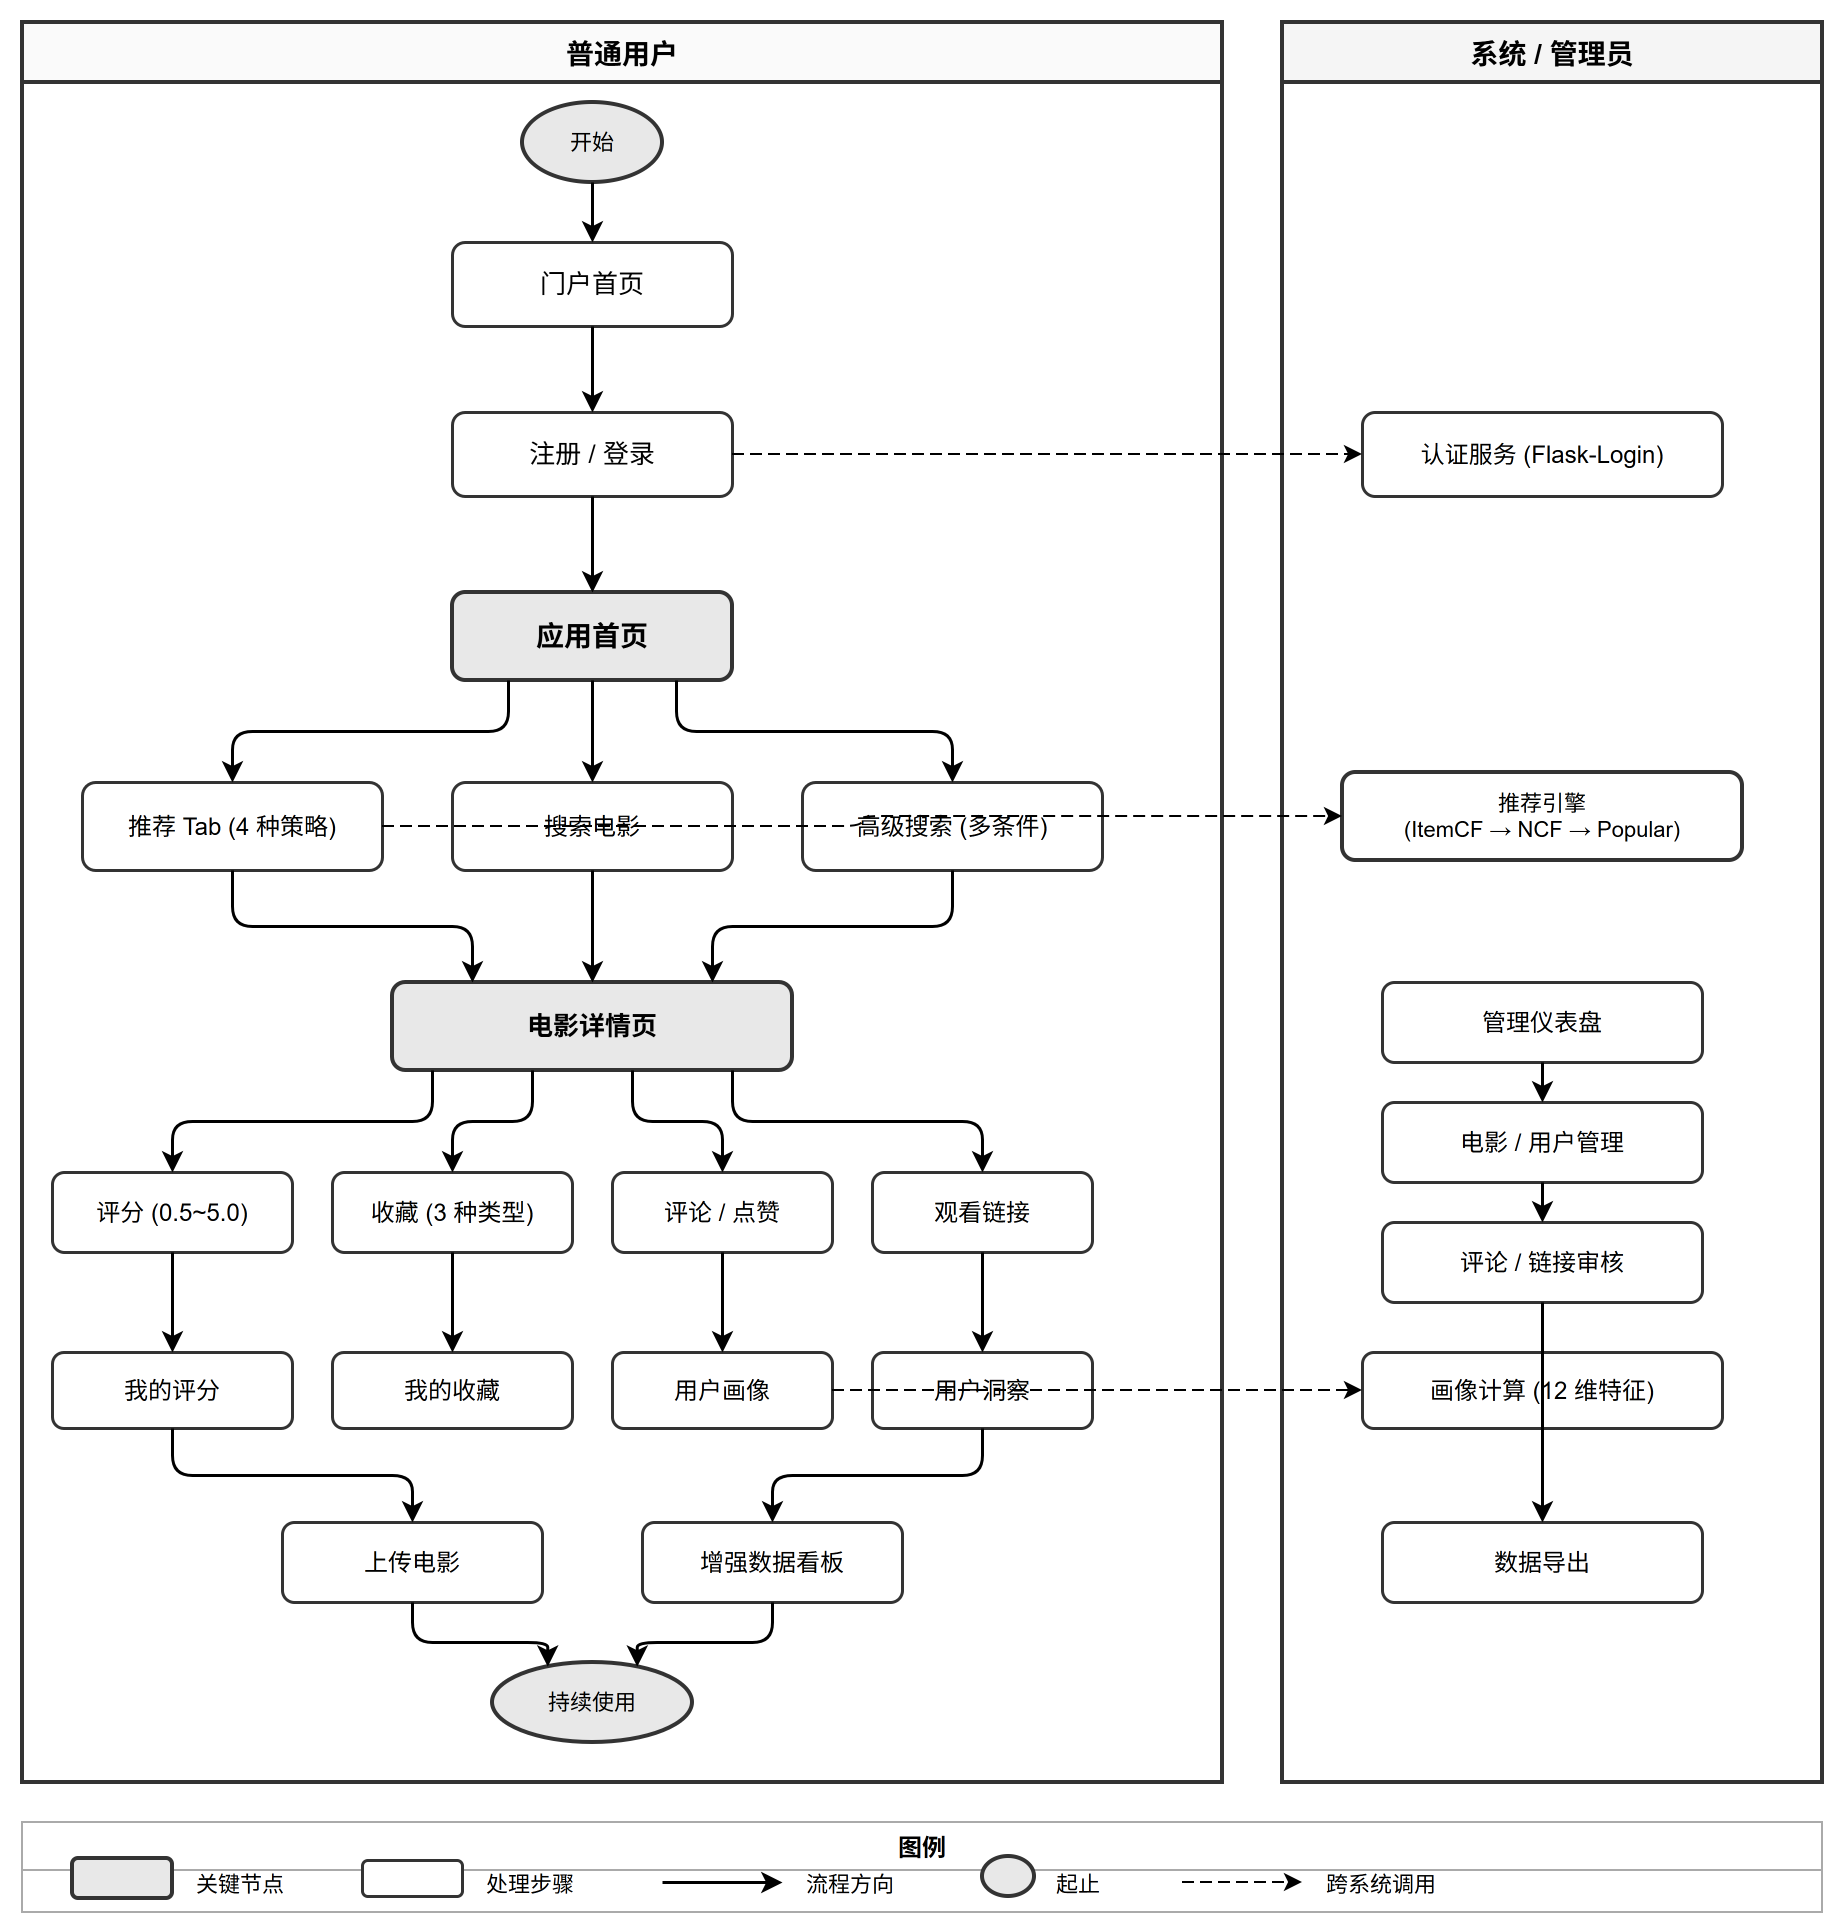 普通用户
系统 / 管理员
开始
门户首页
注册 / 登录
认证服务 (Flask-Login)
应用首页
推荐 Tab (4 种策略)
搜索电影
高级搜索 (多条件)
推荐引擎
(ItemCF → NCF → Popular)
电影详情页
管理仪表盘
电影 / 用户管理
评分 (0.5~5.0)
收藏 (3 种类型)
评论 / 点赞
观看链接
评论 / 链接审核
我的评分
我的收藏
用户画像
用户洞察
画像计算 (12 维特征)
上传电影
增强数据看板
数据导出
持续使用
图例
关键节点
处理步骤
流程方向
起止
跨系统调用